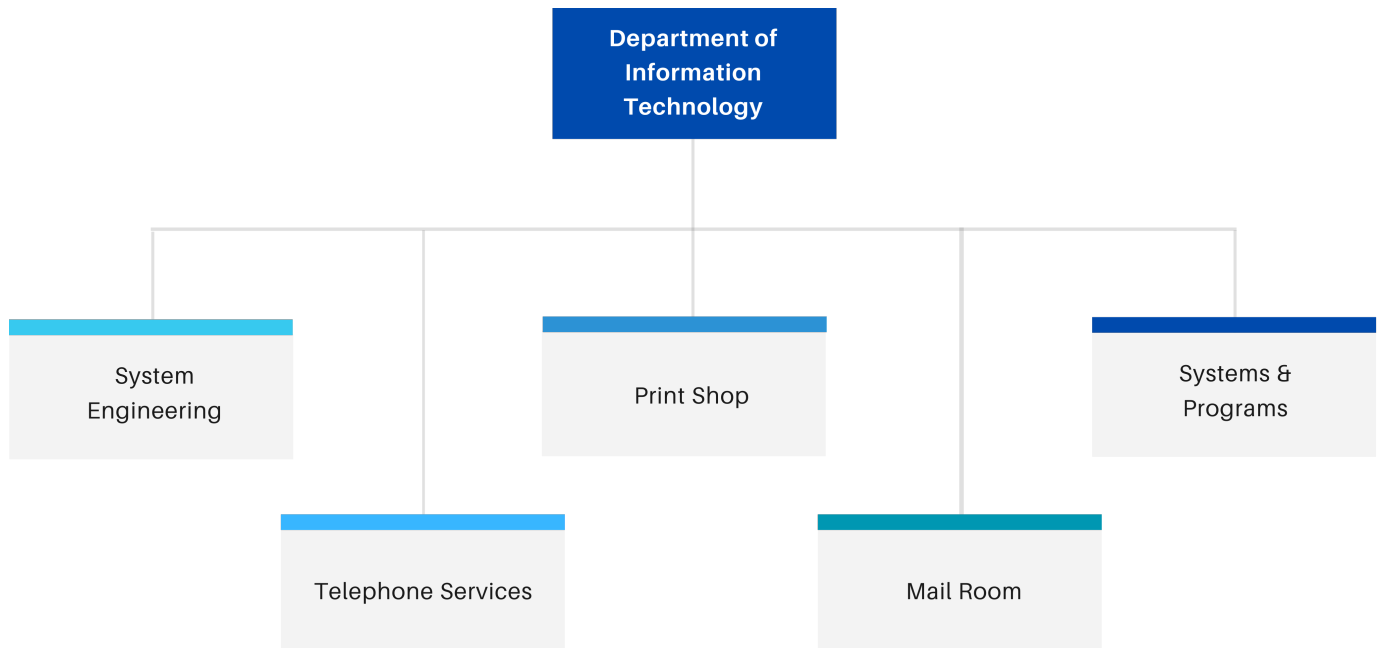 Department of
Information
Technology
System
Engineering
Print Shop
Systems &
Programs
Telephone Services
Mail Room